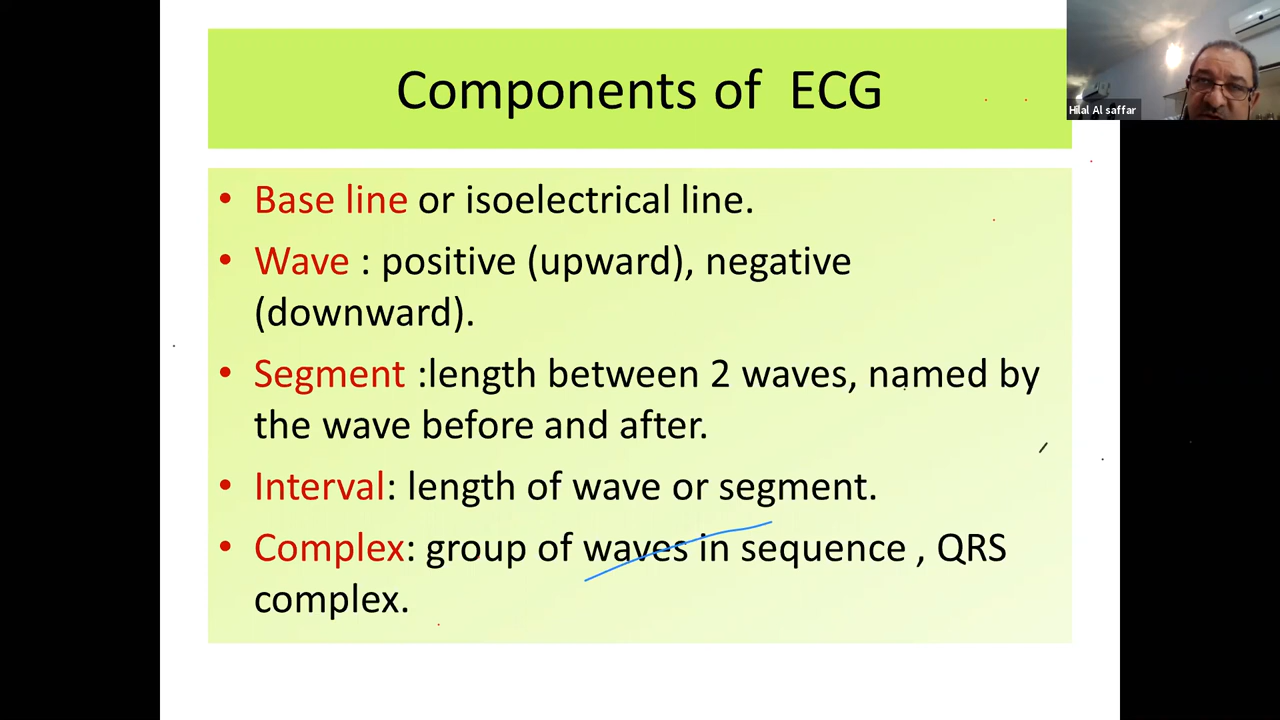 Components of ECG
Hilal Al saffar
• Base line or isoelectrical line.
• Wave : positive (upward), negative
(downward).
• Segment :length between 2 waves, named by
the wave before and after.
• Interval: length of wave or segment.
• Complex: group of waves in sequence , QRS
complex.